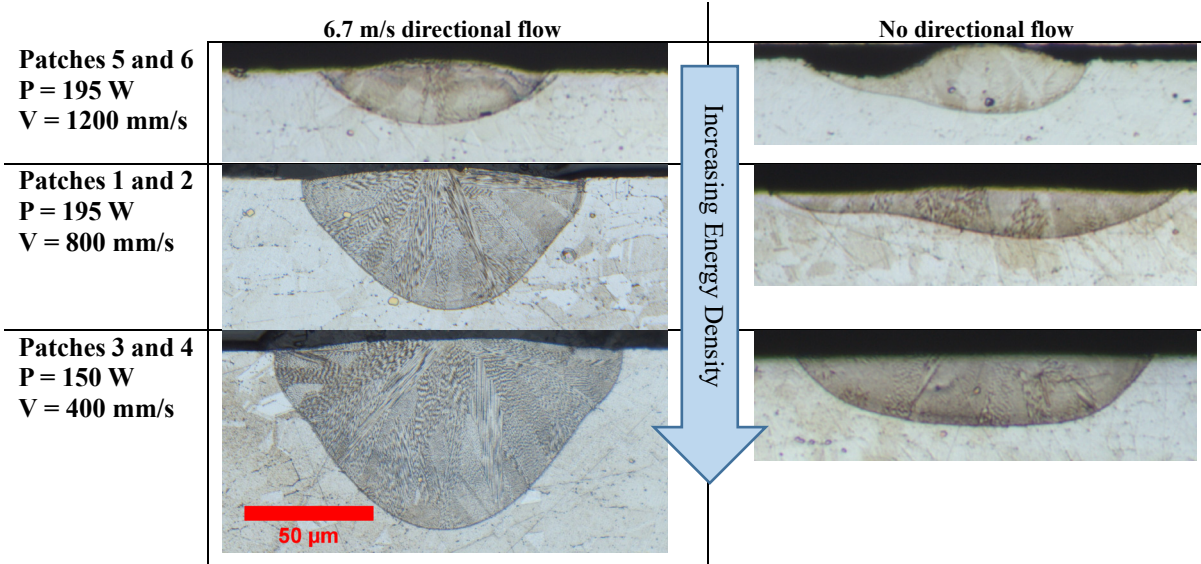 6.7 m/s directional flow
No directional flow
Patches 5 and 6
P = 195 W
V = 1200 mm/s
Patches 1 and 2
P = 195 W
V = 800 mm/s
Patches 3 and 4
P = 150 W
V = 400 mm/s
Increasing Energy Density
50 µm